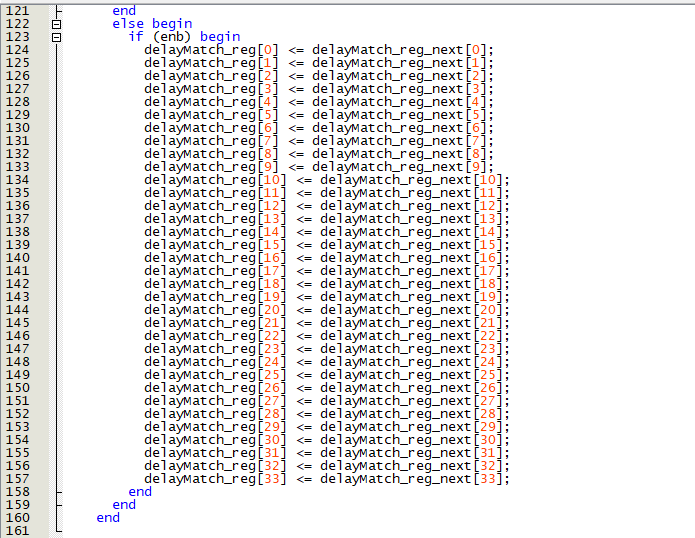 121 end
122 else begin
123 if (enb) begin
124 delayMatch_reg[0] <= delayMatch_reg_next[0];
125 delayMatch_reg[1] <= delayMatch_reg_next[1];
126 delayMatch_reg[2] <= delayMatch_reg_next[2];
127 delayMatch_reg[3] <= delayMatch_reg_next[3];
128 delayMatch_reg[4] <= delayMatch_reg_next[4];
129 delayMatch_reg[5] <= delayMatch_reg_next[5];
130 delayMatch_reg[6] <= delayMatch_reg_next[6];
131 delayMatch_reg[7] <= delayMatch_reg_next[7];
132 delayMatch_reg[8] <= delayMatch_reg_next[8];
133 delayMatch_reg[9] <= delayMatch_reg_next[9];
134 delayMatch_reg[10] <= delayMatch_reg_next[10];
135 delayMatch_reg[11] <= delayMatch_reg_next[11];
136 delayMatch_reg[12] <= delayMatch_reg_next[12];
137 delayMatch_reg[13] <= delayMatch_reg_next[13];
138 delayMatch_reg[14] <= delayMatch_reg_next[14];
139 delayMatch_reg[15] <= delayMatch_reg_next[15];
140 delayMatch_reg[16] <= delayMatch_reg_next[16];
141 delayMatch_reg[17] <= delayMatch_reg_next[17];
142 delayMatch_reg[18] <= delayMatch_reg_next[18];
143 delayMatch_reg[19] <= delayMatch_reg_next[19];
144 delayMatch_reg[20] <= delayMatch_reg_next[20];
145 delayMatch_reg[21] <= delayMatch_reg_next[21];
146 delayMatch_reg[22] <= delayMatch_reg_next[22];
147 delayMatch_reg[23] <= delayMatch_reg_next[23];
148 delayMatch_reg[24] <= delayMatch_reg_next[24];
149 delayMatch_reg[25] <= delayMatch_reg_next[25];
150 delayMatch_reg[26] <= delayMatch_reg_next[26];
151 delayMatch_reg[27] <= delayMatch_reg_next[27];
152 delayMatch_reg[28] <= delayMatch_reg_next[28];
153 delayMatch_reg[29] <= delayMatch_reg_next[29];
154 delayMatch_reg[30] <= delayMatch_reg_next[30];
155 delayMatch_reg[31] <= delayMatch_reg_next[31];
156 delayMatch_reg[32] <= delayMatch_reg_next[32];
157 delayMatch_reg[33] <= delayMatch_reg_next[33];
158 end
159 end
160 end
161